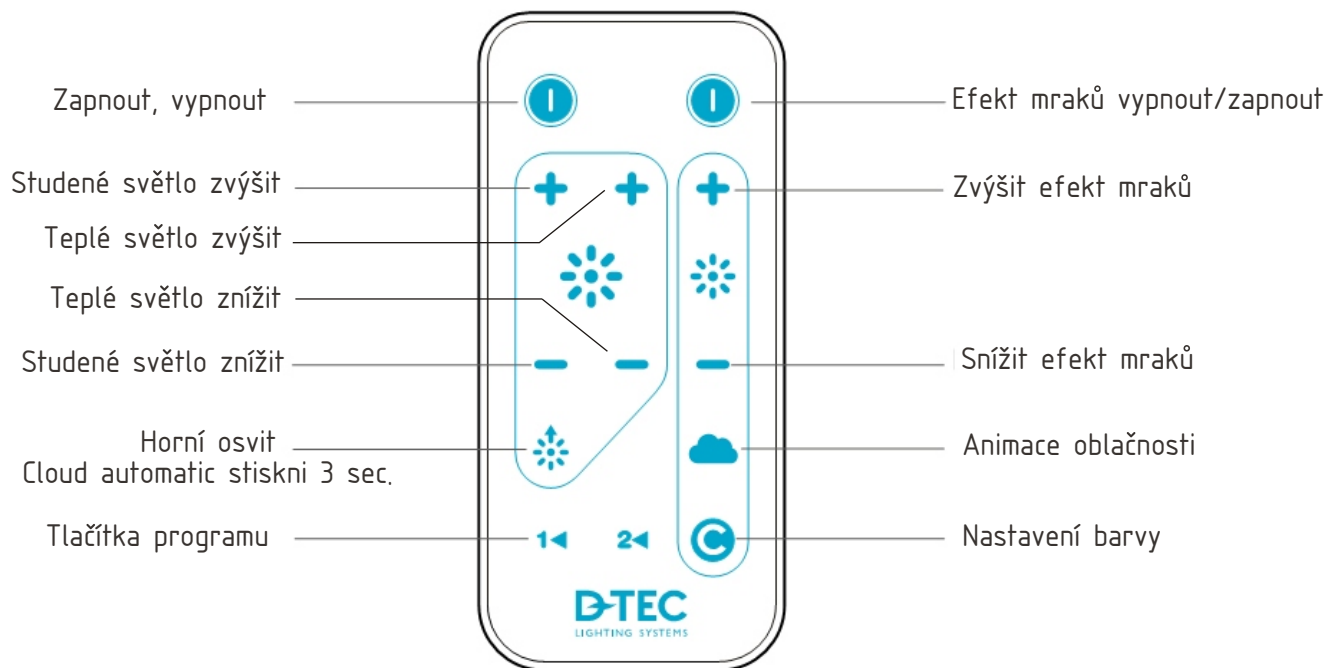 Zapnout, vypnout
Efekt mraků vypnout/zapnout
Studené světlo zvýšit
Zvýšit efekt mraků
Teplé světlo zvýšit
Teplé světlo znížit
Studené světlo znížit
Snížit efekt mraků
Horní osvit
Cloud automatic stiskni 3 sec.
Animace oblačnosti
Tlačítka programu
1◀ 2◀ C
Nastavení barvy
D-TEC
LIGHTING SYSTEMS